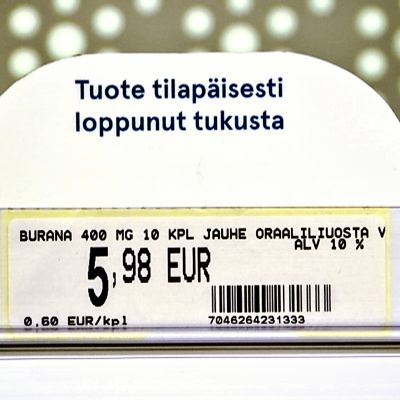 Tuote tilapäisesti
loppunut tukusta
BURANA 400 MG 10 KPL JAUHE ORAALILIUOSTA V
ALV 10 %
5,98 EUR
0.60 EUR/kpl
7046264231333